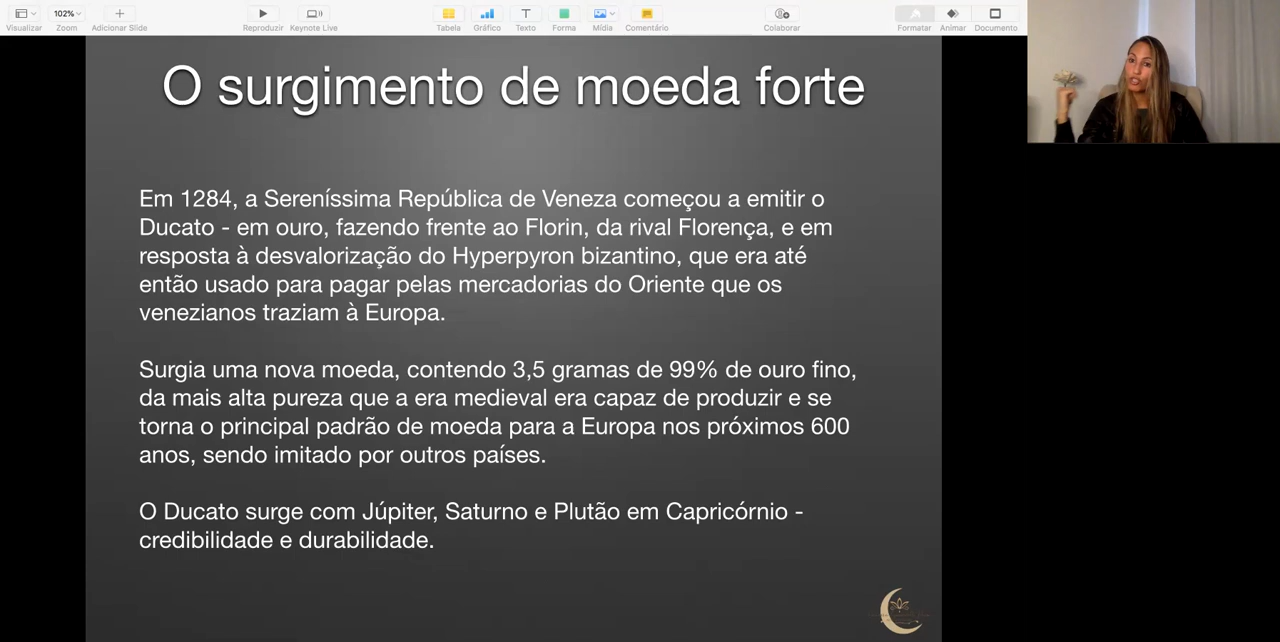 102%
Visualizar
Zoom
Adicionar Slide
Reproduzir
Keynote Live
Tabela
Gráfico
Texto
Forma
Mídia
Comentário
Colaborar
Formatar
Animar
Documento
O surgimento de moeda forte
Em 1284, a Sereníssima República de Veneza começou a emitir o
Ducato - em ouro, fazendo frente ao Florin, da rival Florença, e em
resposta à desvalorização do Hyperpyron bizantino, que era até
então usado para pagar pelas mercadorias do Oriente que os
venezianos traziam à Europa.
Surgia uma nova moeda, contendo 3,5 gramas de 99% de ouro fino,
da mais alta pureza que a era medieval era capaz de produzir e se
torna o principal padrão de moeda para a Europa nos próximos 600
anos, sendo imitado por outros países.
O Ducato surge com Júpiter, Saturno e Plutão em Capricórnio -
credibilidade e durabilidade.